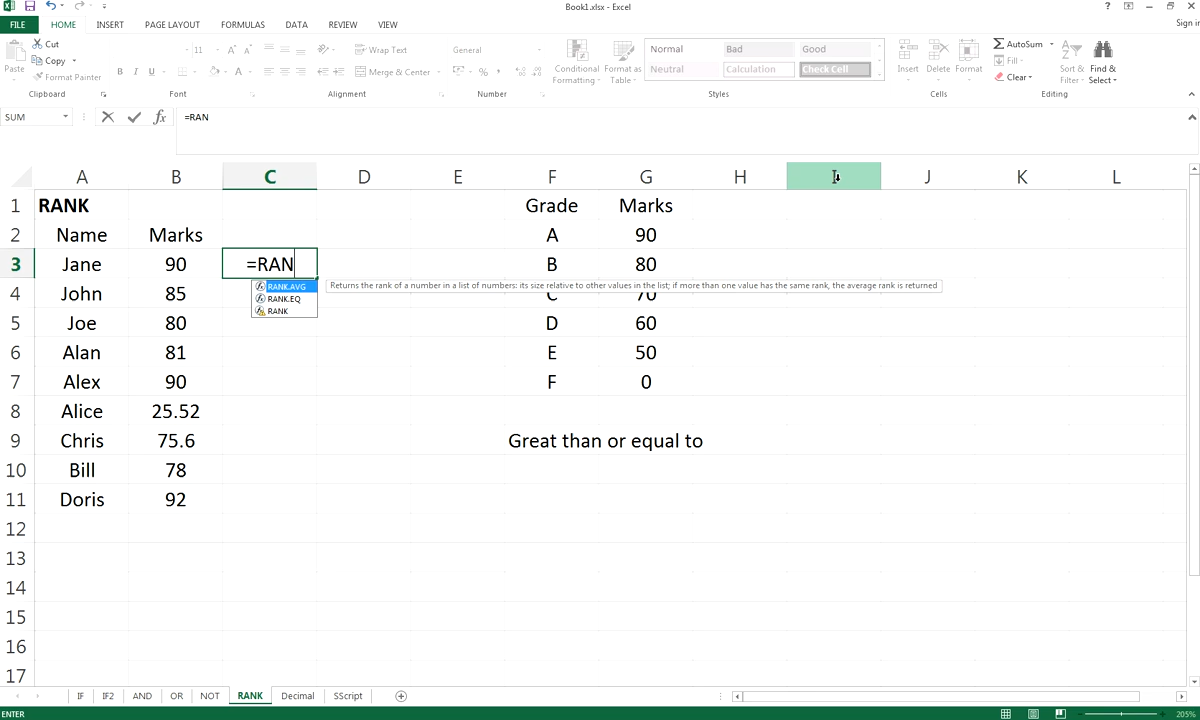 Book1.xlsx - Excel
FILE HOME INSERT PAGE LAYOUT FORMULAS DATA REVIEW VIEW Sign in
Cut
Copy
Format Painter
Paste
Clipboard
11
B I U
Font
Wrap Text
Merge & Center
Alignment
General
Number
Conditional Formatting
Format as Table
Normal Bad Good
Neutral Calculation Check Cell
Styles
Insert Delete Format
Cells
AutoSum
Fill
Clear
Sort & Filter
Find & Select
Editing
SUM fx =RAN
A B C D E F G H I J K L
1 RANK Grade Marks
2 Name Marks A 90
3 Jane 90 =RAN B 80
RANK.AVG Returns the rank of a number in a list of numbers: its size relative to other values in the list; if more than one value has the same rank, the average rank is returned
RANK.EQ
RANK
4 John 85 C 70
5 Joe 80 D 60
6 Alan 81 E 50
7 Alex 90 F 0
8 Alice 25.52
9 Chris 75.6 Great than or equal to
10 Bill 78
11 Doris 92
12
13
14
15
16
17
IF IF2 AND OR NOT RANK Decimal SScript
ENTER 205%